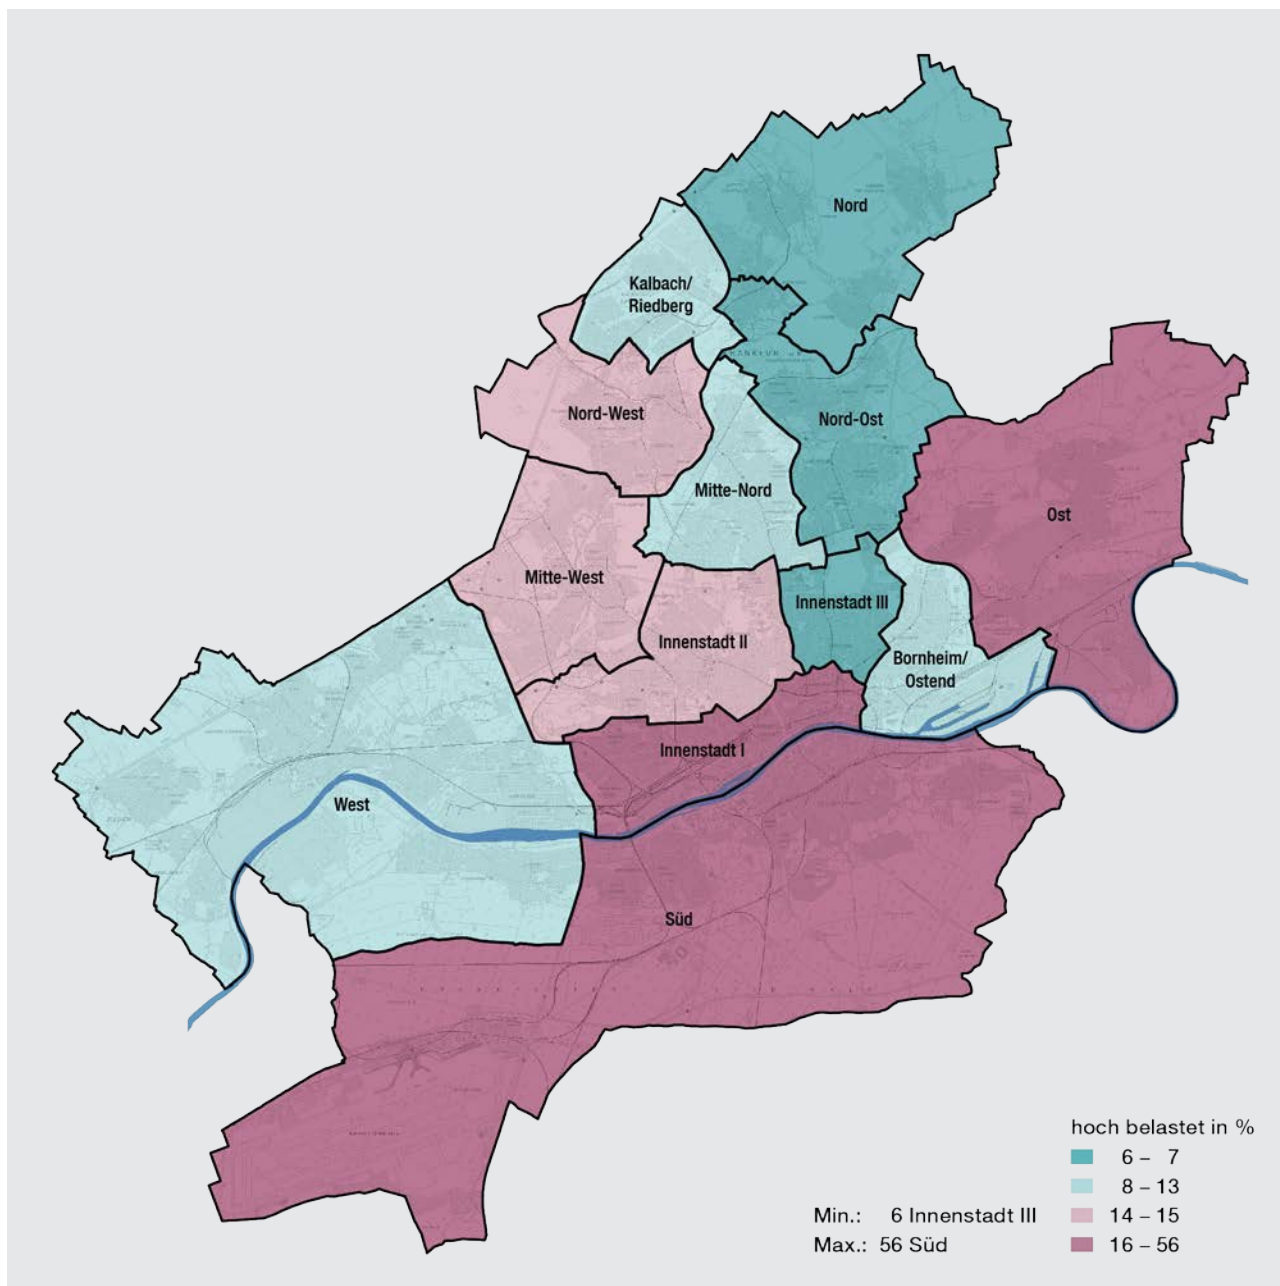 Nord
Kalbach/
Riedberg
Nord-West
Nord-Ost
Mitte-Nord
Ost
Mitte-West
Innenstadt III
Innenstadt II
Bornheim/
Ostend
Innenstadt I
West
Süd
hoch belastet in %
6 – 7
8 – 13
Min.: 6 Innenstadt III
14 – 15
Max.: 56 Süd
16 – 56